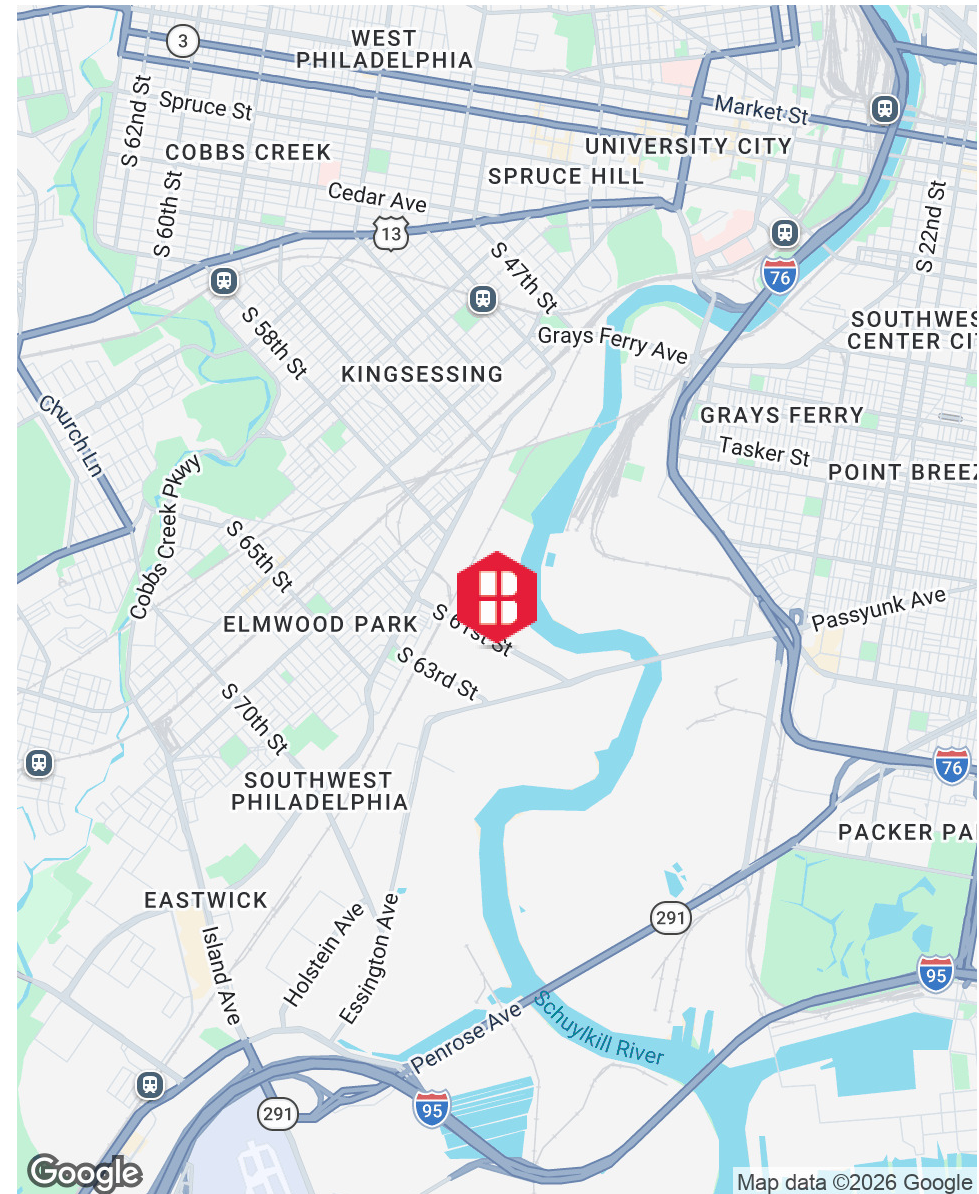 WEST
PHILADELPHIA
3
Spruce St
S 62nd St
Market St
COBBS CREEK
UNIVERSITY CITY
SPRUCE HILL
Cedar Ave
S 60th St
13
S 22nd St
S 47th St
76
S 58th St
SOUTHWES
CENTER CI
Grays Ferry Ave
KINGSESSING
Church Ln
GRAYS FERRY
Tasker St
POINT BREEZ
Cobbs Creek Pkwy
S 65th St
Passyunk Ave
ELMWOOD PARK
S 61st St
S 63rd St
S 70th St
76
SOUTHWEST
PHILADELPHIA
PACKER PA
EASTWICK
291
Island Ave
Holstein Ave
Essington Ave
95
Penrose Ave
Schuylkill River
95
291
Google
Map data ©2026 Google